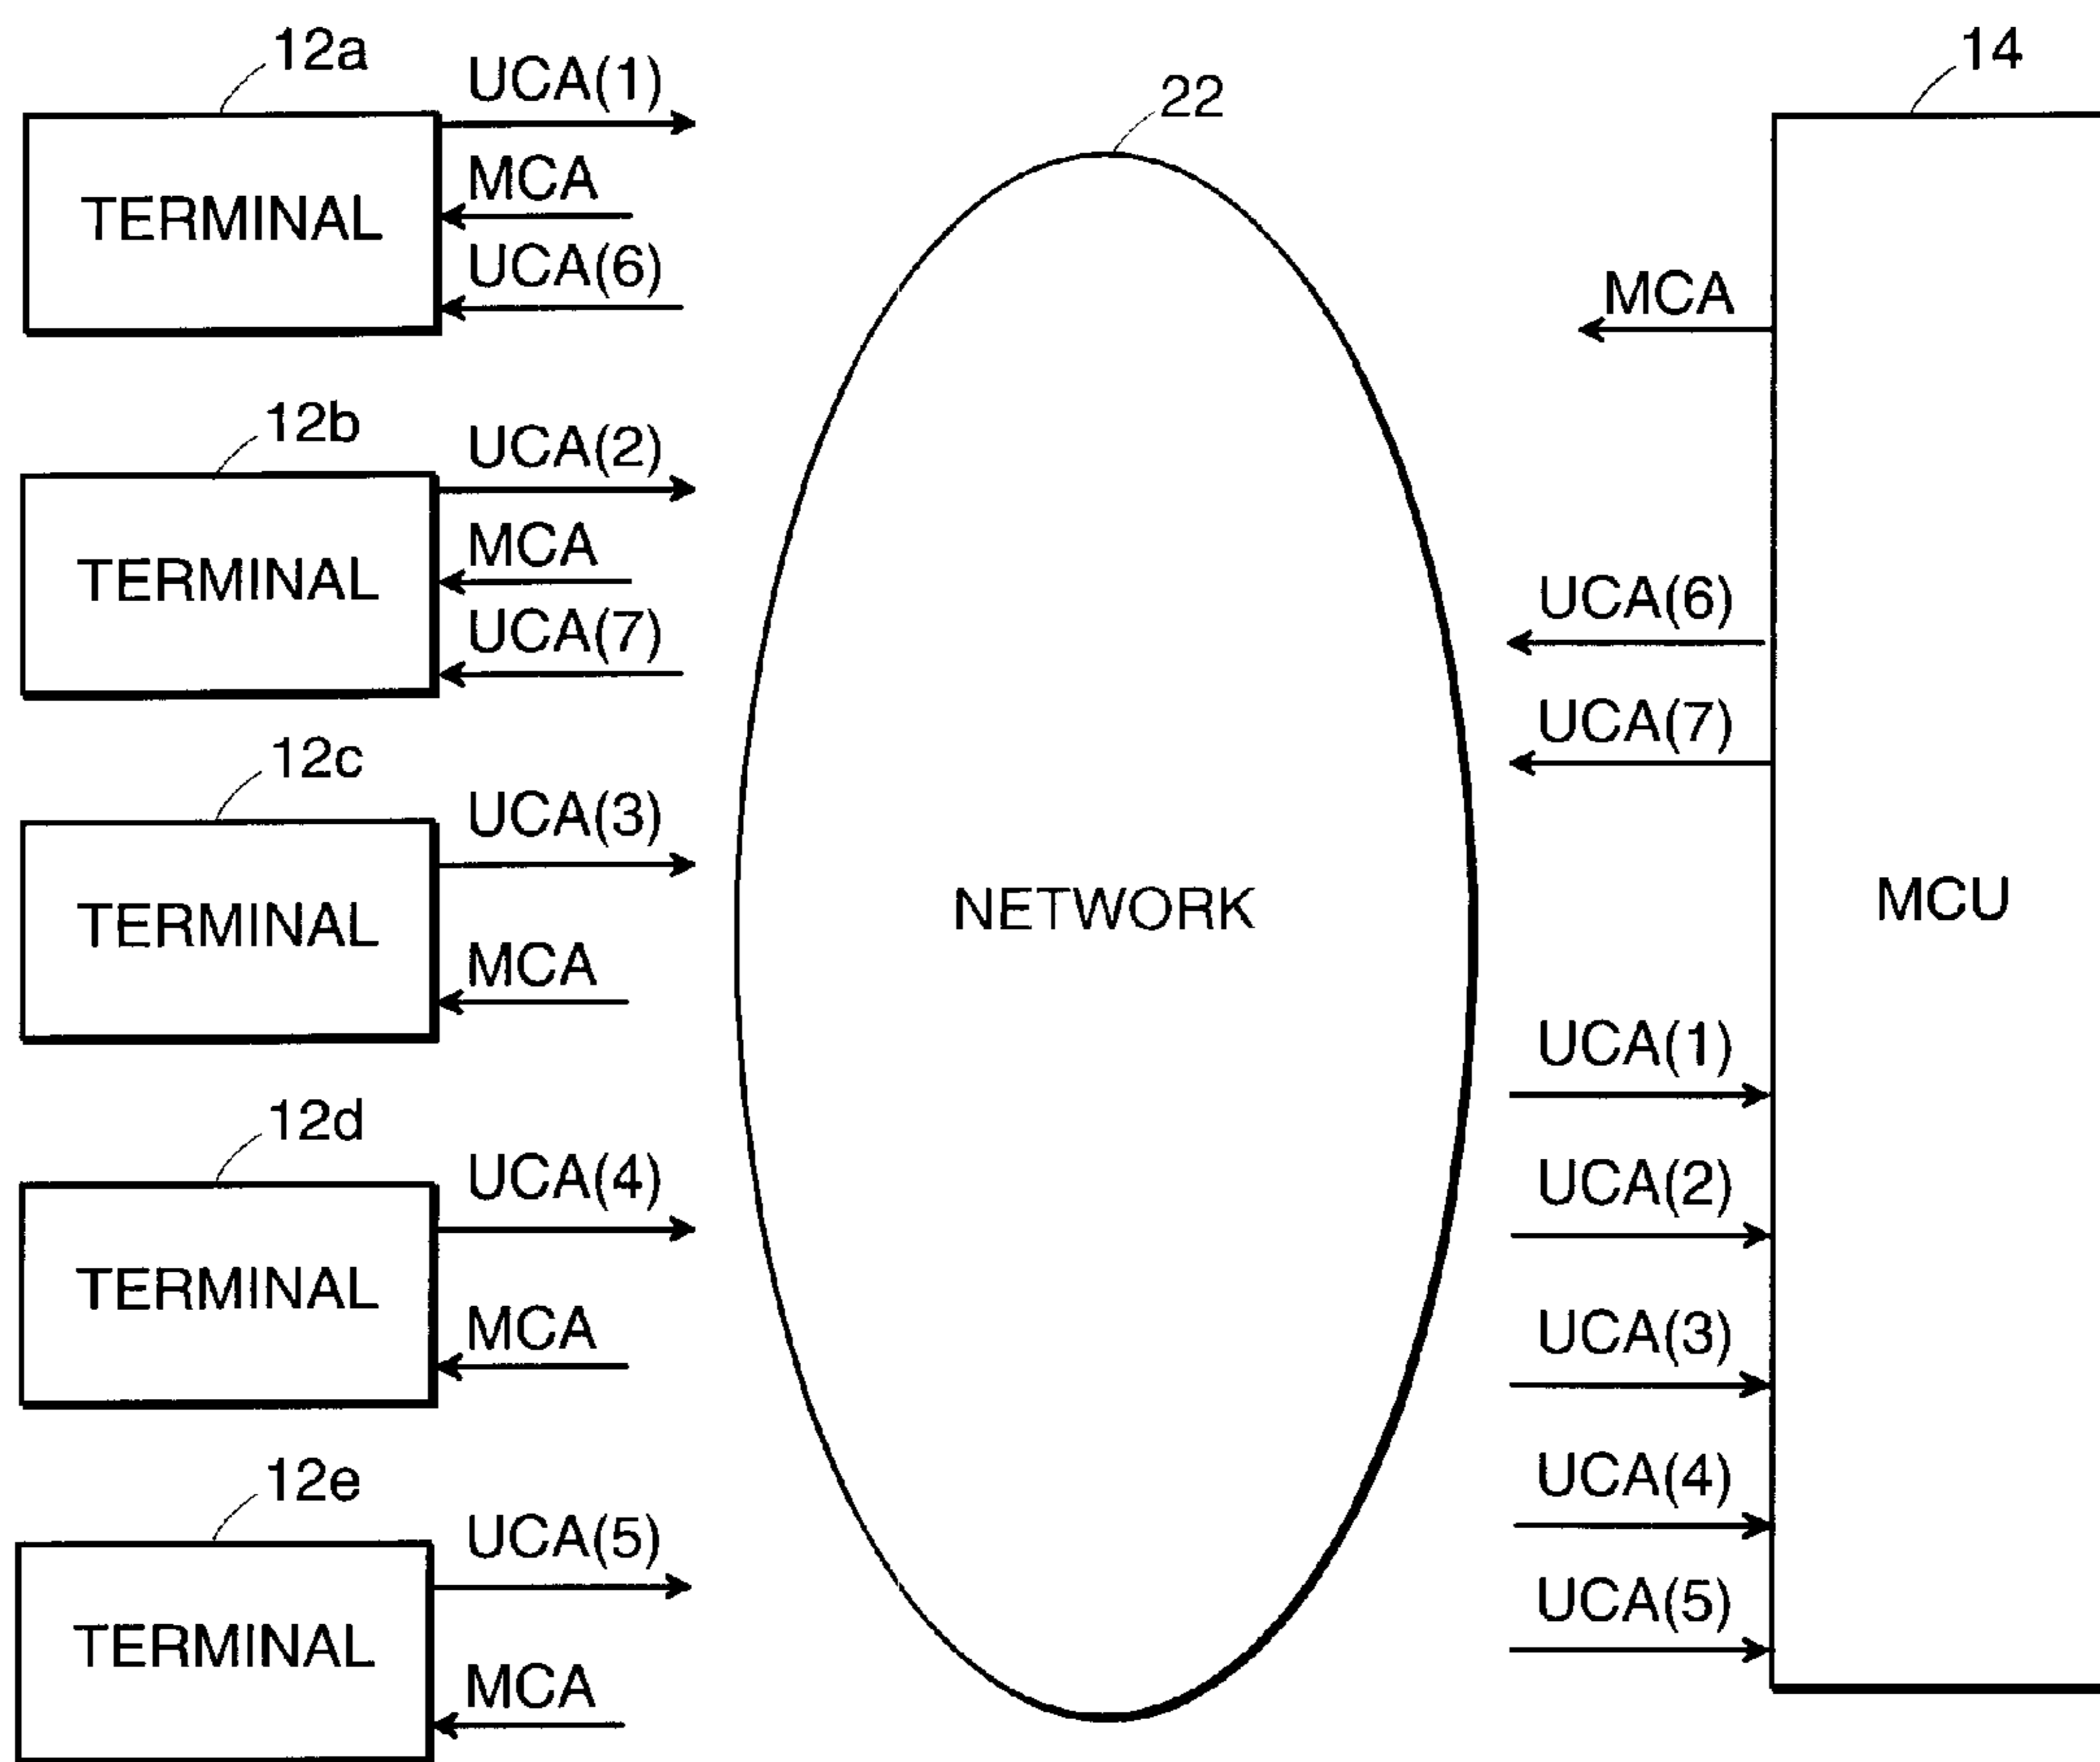 12a
UCA(1)
MCA
TERMINAL
UCA(6)
12b
UCA(2)
MCA
TERMINAL
UCA(7)
12c
UCA(3)
TERMINAL
MCA
12d
UCA(4)
TERMINAL
MCA
12e
UCA(5)
TERMINAL
MCA
22
NETWORK
14
MCA
UCA(6)
UCA(7)
MCU
UCA(1)
UCA(2)
UCA(3)
UCA(4)
UCA(5)